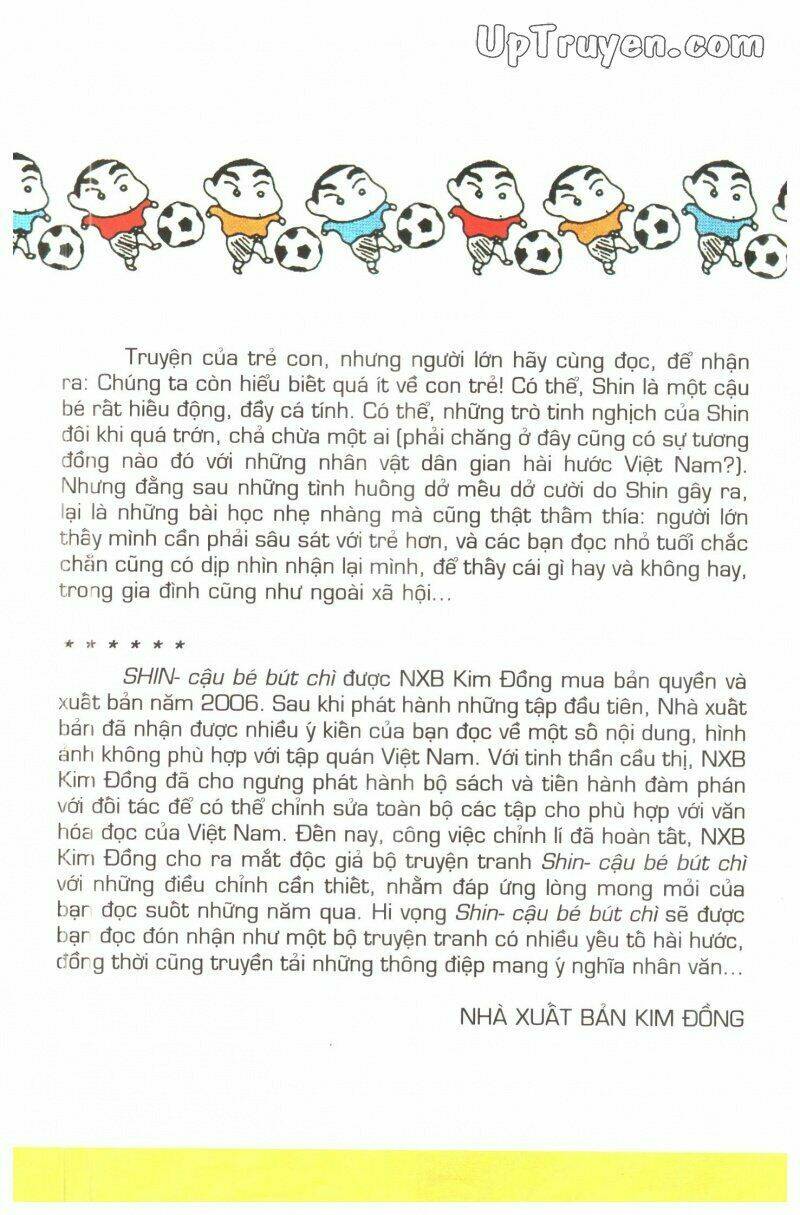 UpTruyen.com
Truyện của trẻ con, nhưng người lớn hãy cùng đọc, để nhận
ra: Chúng ta còn hiểu biết quá ít về con trẻ! Có thể, Shin là một cậu
bé rất hiếu động, đầy cá tính. Có thể, những trò tinh nghịch của Shin
đôi khi quá trớn, chả chừa một ai (phải chăng ở đây cũng có sự tương
đồng nào đó với những nhân vật dân gian hài hước Việt Nam?).
Nhưng đằng sau những tình huống dở mếu dở cười do Shin gây ra,
lại là những bài học nhẹ nhàng mà cũng thật thấm thía: người lớn
thấy mình cần phải sâu sát với trẻ hơn, và các bạn đọc nhỏ tuổi chắc
chắn cũng có dịp nhìn nhận lại mình, để thấy cái gì hay và không hay,
trong gia đình cũng như ngoài xã hội...
* * * * * *
SHIN- cậu bé bút chì được NXB Kim Đồng mua bản quyền và
xuất bản năm 2006. Sau khi phát hành những tập đầu tiên, Nhà xuất
bản đã nhận được nhiều ý kiến của bạn đọc về một số nội dung, hình
ảnh không phù hợp với tập quán Việt Nam. Với tinh thần cầu thị, NXB
Kim Đồng đã cho ngưng phát hành bộ sách và tiến hành đàm phán
với đối tác để có thể chỉnh sửa toàn bộ các tập cho phù hợp với văn
hóa đọc của Việt Nam. Đến nay, công việc chỉnh lí đã hoàn tất, NXB
Kim Đồng cho ra mắt độc giả bộ truyện tranh Shin- cậu bé bút chì
với những điều chỉnh cần thiết, nhằm đáp ứng lòng mong mỏi của
bạn đọc suốt những năm qua. Hi vọng Shin- cậu bé bút chì sẽ được
bạn đọc đón nhận như một bộ truyện tranh có nhiều yếu tố hài hước,
đồng thời cũng truyền tải những thông điệp mang ý nghĩa nhân văn...
NHÀ XUẤT BẢN KIM ĐỒNG